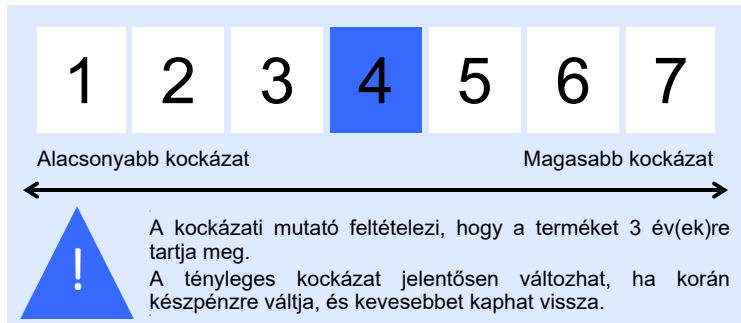 1 2 3 4 5 6 7
Alacsonyabb kockázat Magasabb kockázat
! A kockázati mutató feltételezi, hogy a terméket 3 év(ek)re
tartja meg.
A tényleges kockázat jelentősen változhat, ha korán
készpénzre váltja, és kevesebbet kaphat vissza.